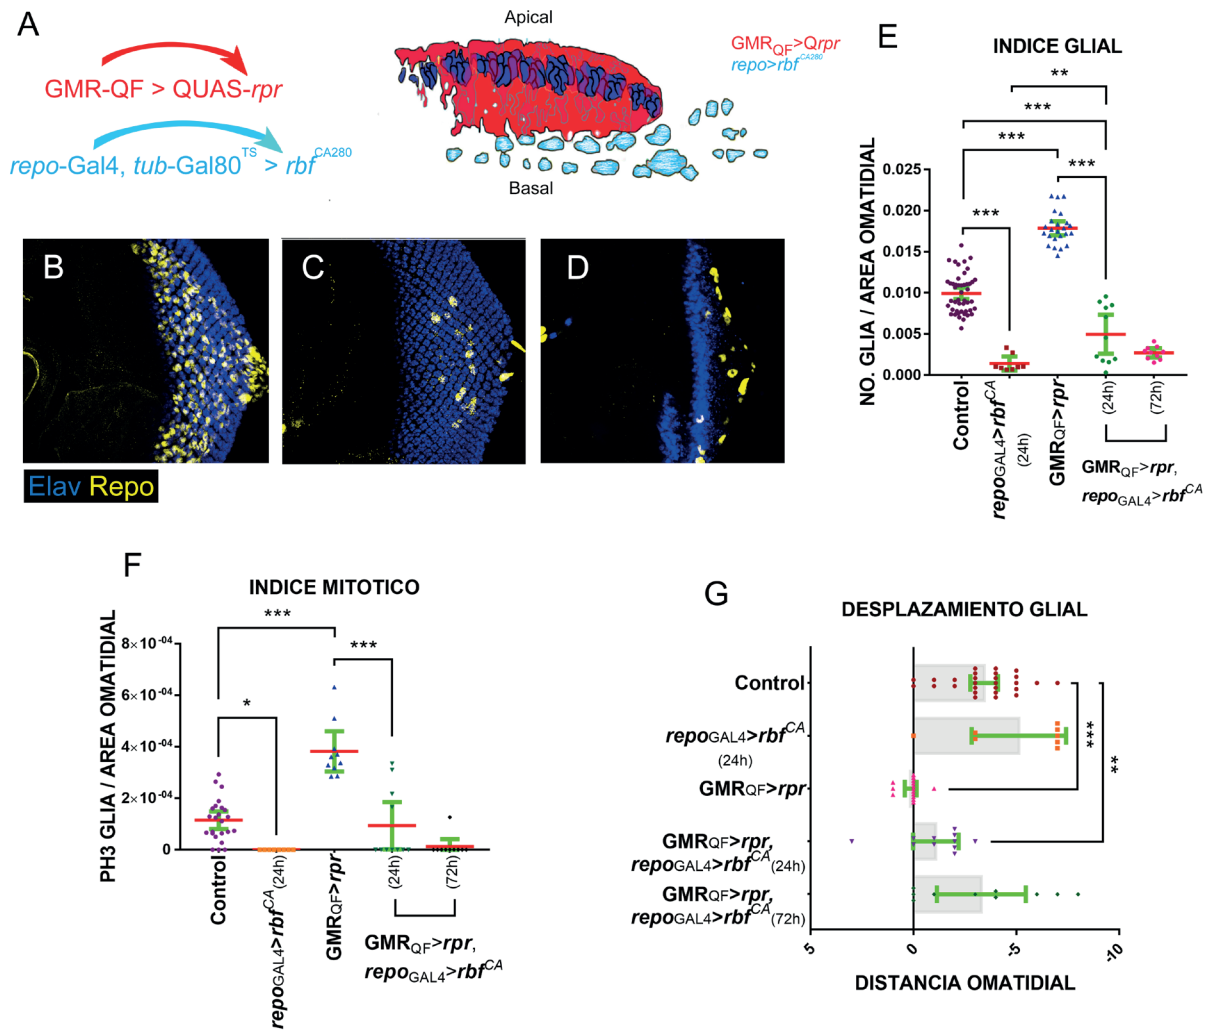 A
GMR-QF > QUAS-rpr
repo-Gal4, tub-Gal80TS > rbfCA280
Apical
Basal
GMRQF>Qrpr
repo>rbfCA280
B
C
D
Elav Repo
E
INDICE GLIAL
**
***
***
***
***
NO. GLIA / AREA OMATIDIAL
0.025
0.020
0.015
0.010
0.005
0.000
Control
repoGAL4>rbfCA
(24h)
GMRQF>rpr
(24h)
(72h)
GMRQF>rpr,
repoGAL4>rbfCA
F
INDICE MITOTICO
***
***
*
PH3 GLIA / AREA OMATIDIAL
8×10-04
6×10-04
4×10-04
2×10-04
0
Control
repoGAL4>rbfCA(24h)
GMRQF>rpr
(24h)
(72h)
GMRQF>rpr,
repoGAL4>rbfCA
G
DESPLAZAMIENTO GLIAL
Control
repoGAL4>rbfCA
(24h)
GMRQF>rpr
GMRQF>rpr,
repoGAL4>rbfCA(24h)
GMRQF>rpr,
repoGAL4>rbfCA(72h)
***
**
5
0
-5
-10
DISTANCIA OMATIDIAL